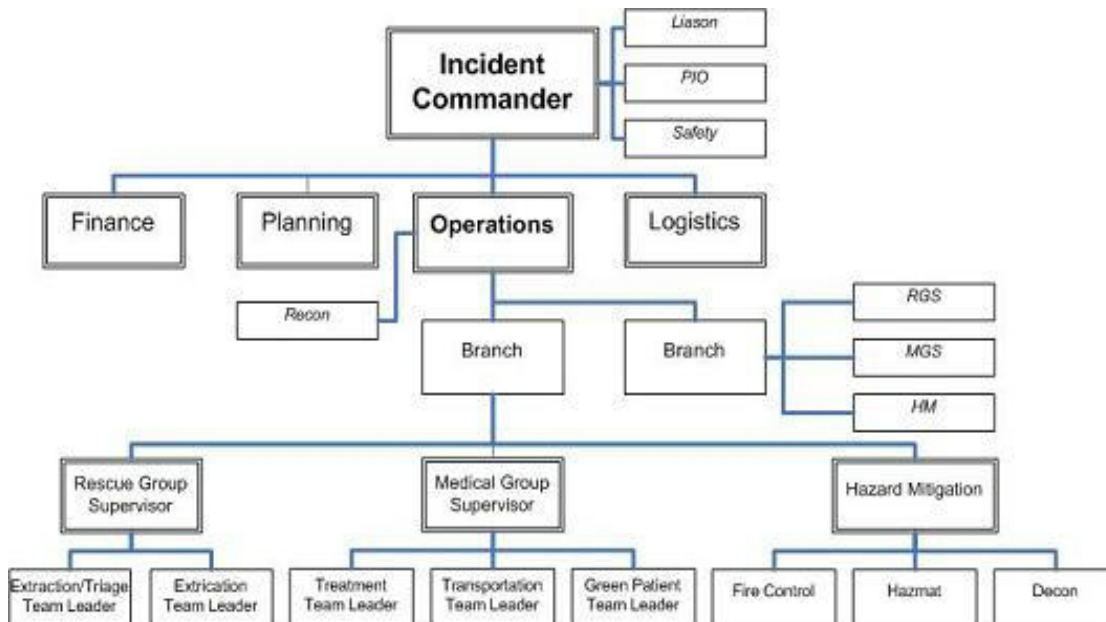 Liason
Incident
Commander
PIO
Safety
Finance
Planning
Operations
Logistics
Recon
Branch
Branch
RGS
MGS
HM
Rescue Group
Supervisor
Medical Group
Supervisor
Hazard Mitigation
Extraction/Triage
Team Leader
Extrication
Team Leader
Treatment
Team Leader
Transportation
Team Leader
Green Patient
Team Leader
Fire Control
Hazmat
Decon